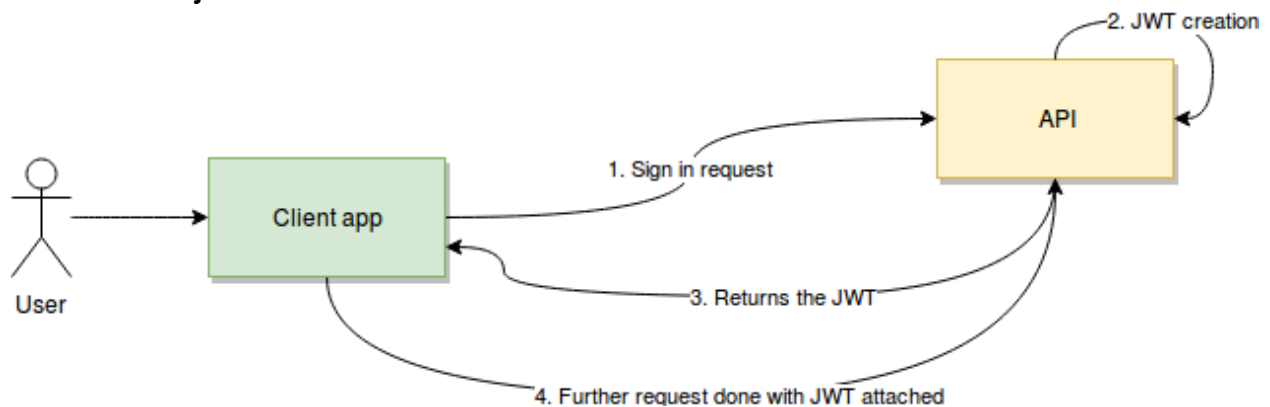 2. JWT creation
API
1. Sign in request
Client app
User
3. Returns the JWT
4. Further request done with JWT attached